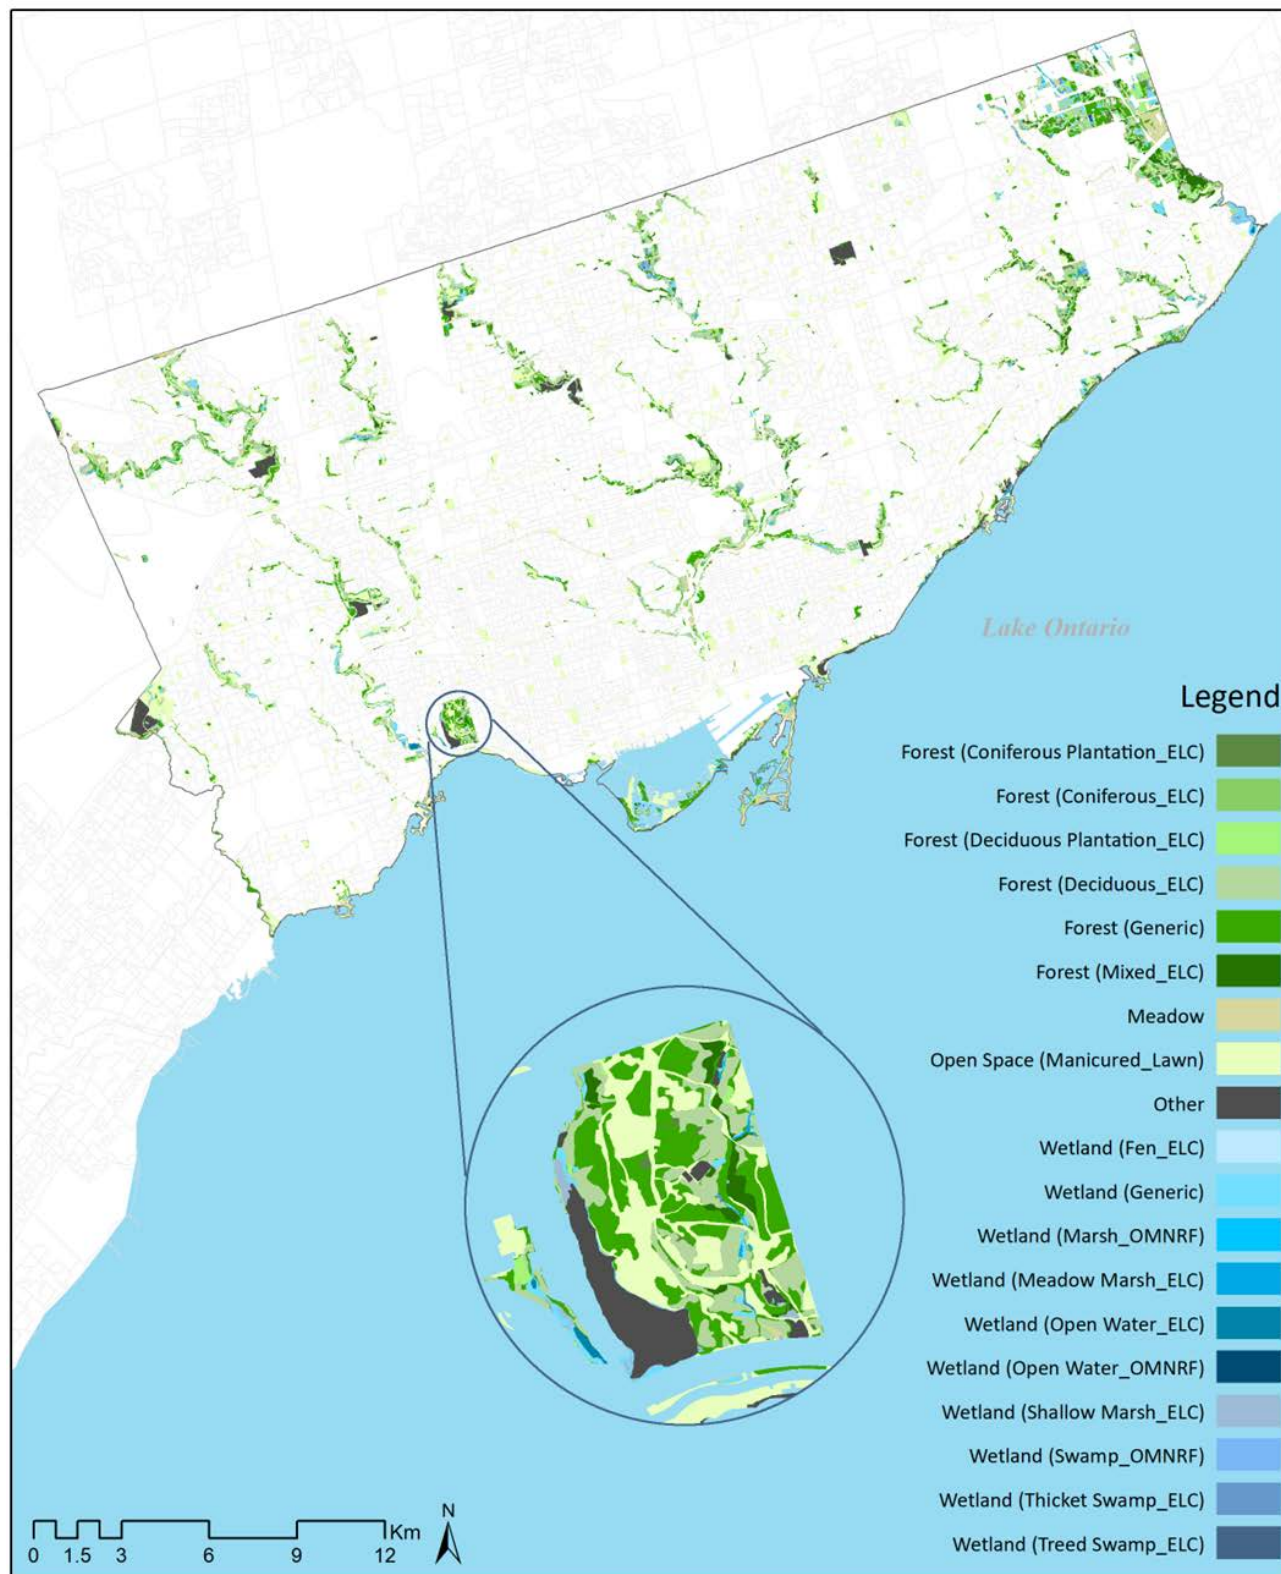 Lake Ontario
Legend
Forest (Coniferous Plantation_ELC)
Forest (Coniferous_ELC)
Forest (Deciduous Plantation_ELC)
Forest (Deciduous_ELC)
Forest (Generic)
Forest (Mixed_ELC)
Meadow
Open Space (Manicured_Lawn)
Other
Wetland (Fen_ELC)
Wetland (Generic)
Wetland (Marsh_OMNRF)
Wetland (Meadow Marsh_ELC)
Wetland (Open Water_ELC)
Wetland (Open Water_OMNRF)
Wetland (Shallow Marsh_ELC)
Wetland (Swamp_OMNRF)
Wetland (Thicket Swamp_ELC)
Wetland (Treed Swamp_ELC)
N
Km
0 1.5 3 6 9 12